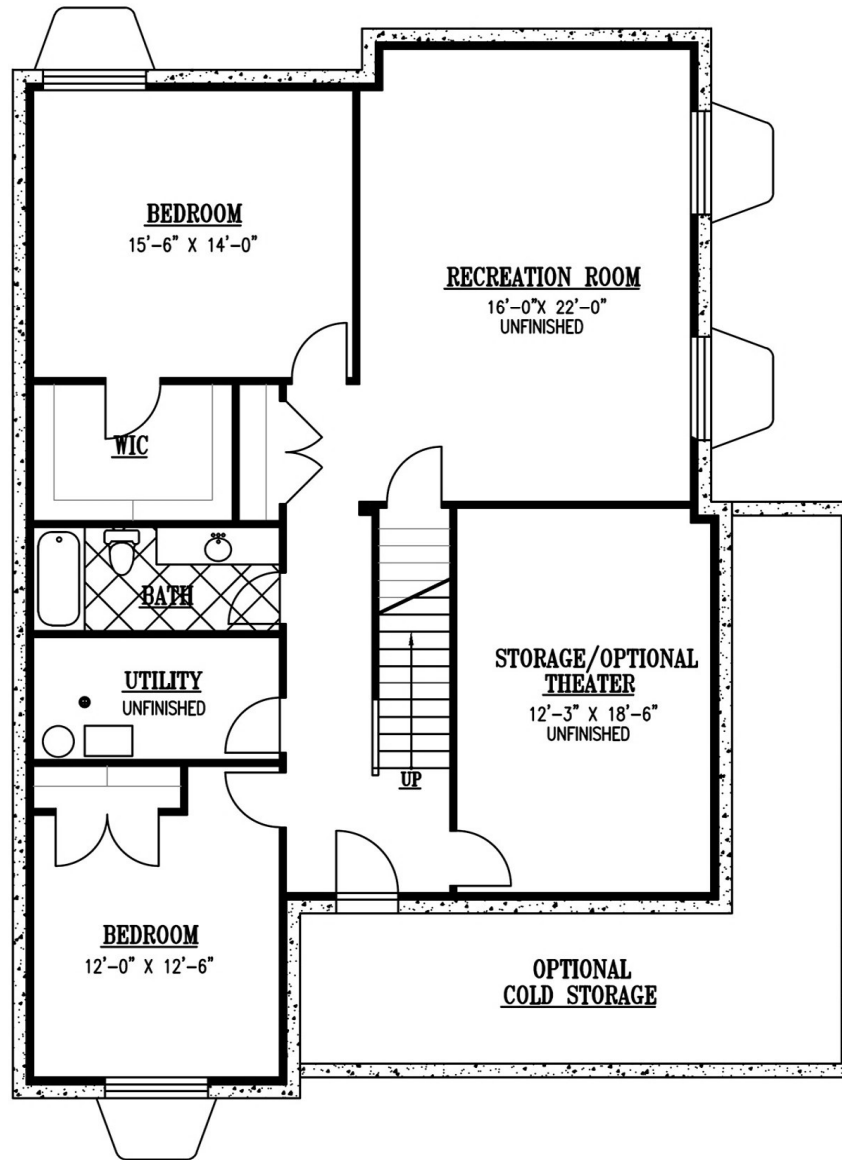 BEDROOM
15'-6" X 14'-0"
RECREATION ROOM
16'-0"X 22'-0"
UNFINISHED
WIC
BATH
UTILITY
UNFINISHED
STORAGE/OPTIONAL
THEATER
12'-3" X 18'-6"
UNFINISHED
UP
BEDROOM
12'-0" X 12'-6"
OPTIONAL
COLD STORAGE